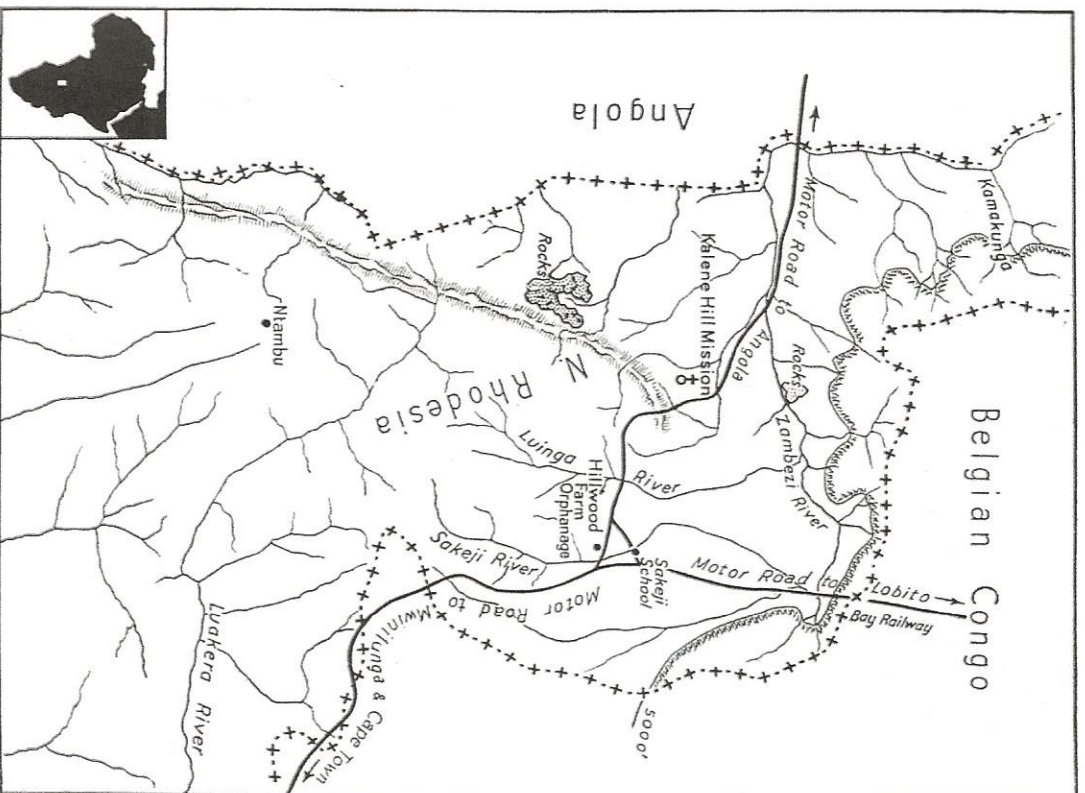 Belgian Congo
Angola
N. Rhodesia
Kamakunga
Motor Road to Angola
Rocks
Zambezi River
Kalene Hill Mission
Rocks
Ntambu
Luinga River
Hillwood
Farm
Orphanage
Sakeji
School
Sakeji River
Motor Road to Lobito
Bay Railway
Motor Road to
Mwinilunga & Cape Town
5000'
Luakera River